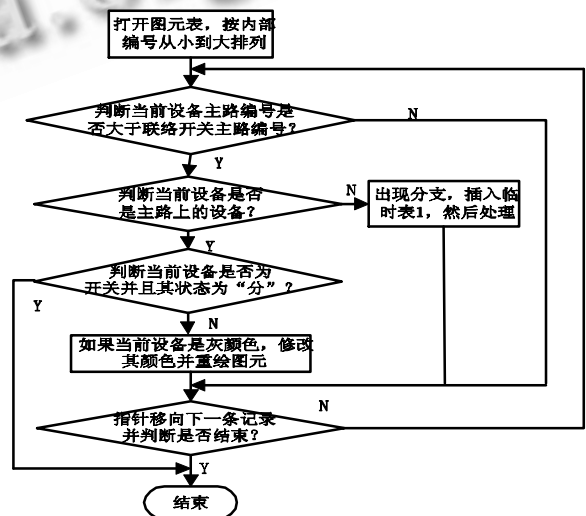 打开图元表，按内部
编号从小到大排列
判断当前设备主路编号是
否大于联络开关主路编号？
N
Y
判断当前设备是否
是主路上的设备？
N
出现分支，插入临
时表1，然后处理
Y
判断当前设备是否为
开关并且其状态为“分”？
Y
N
如果当前设备是灰颜色，修改
其颜色并重绘图元
指针移向下一条记录
并判断是否结束？
N
Y
结束